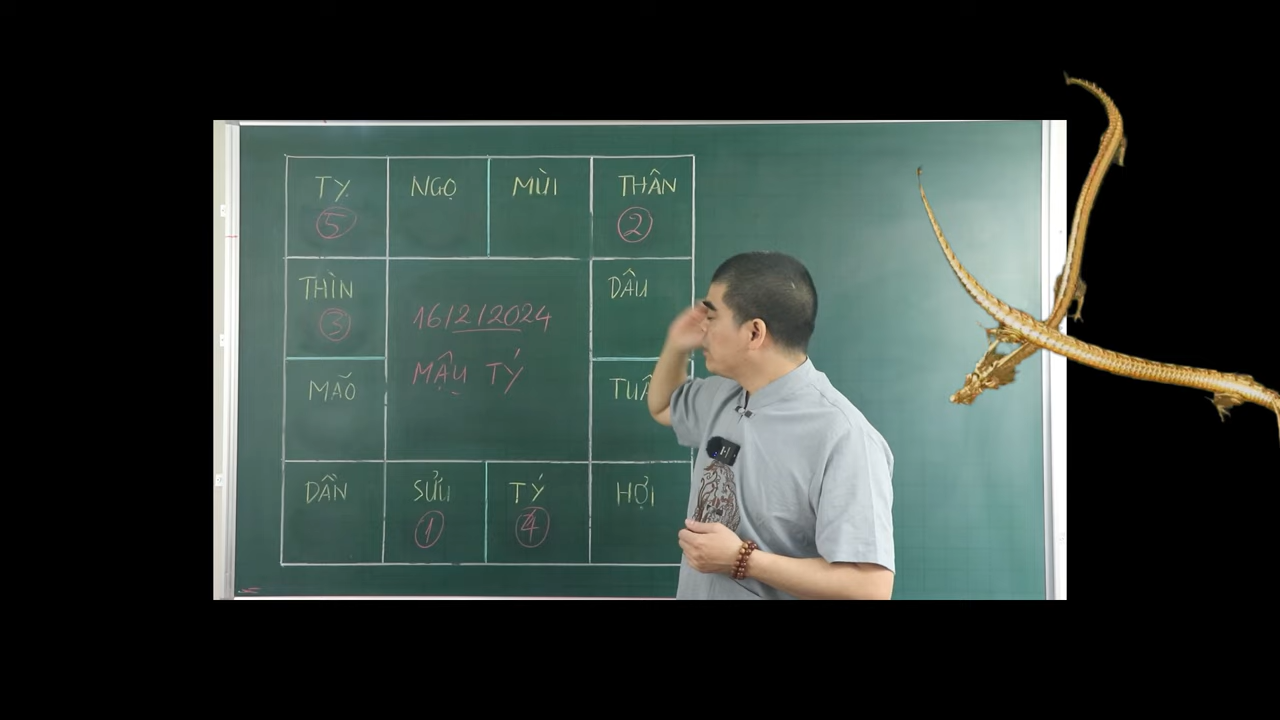 TỴ
NGỌ
MÙI
THÂN
⑤
②
THÌN
③
DẬU
16/2/2024
MẬU TÝ
MÃO
DẦN
SỬU
TÝ
HỢI
①
④